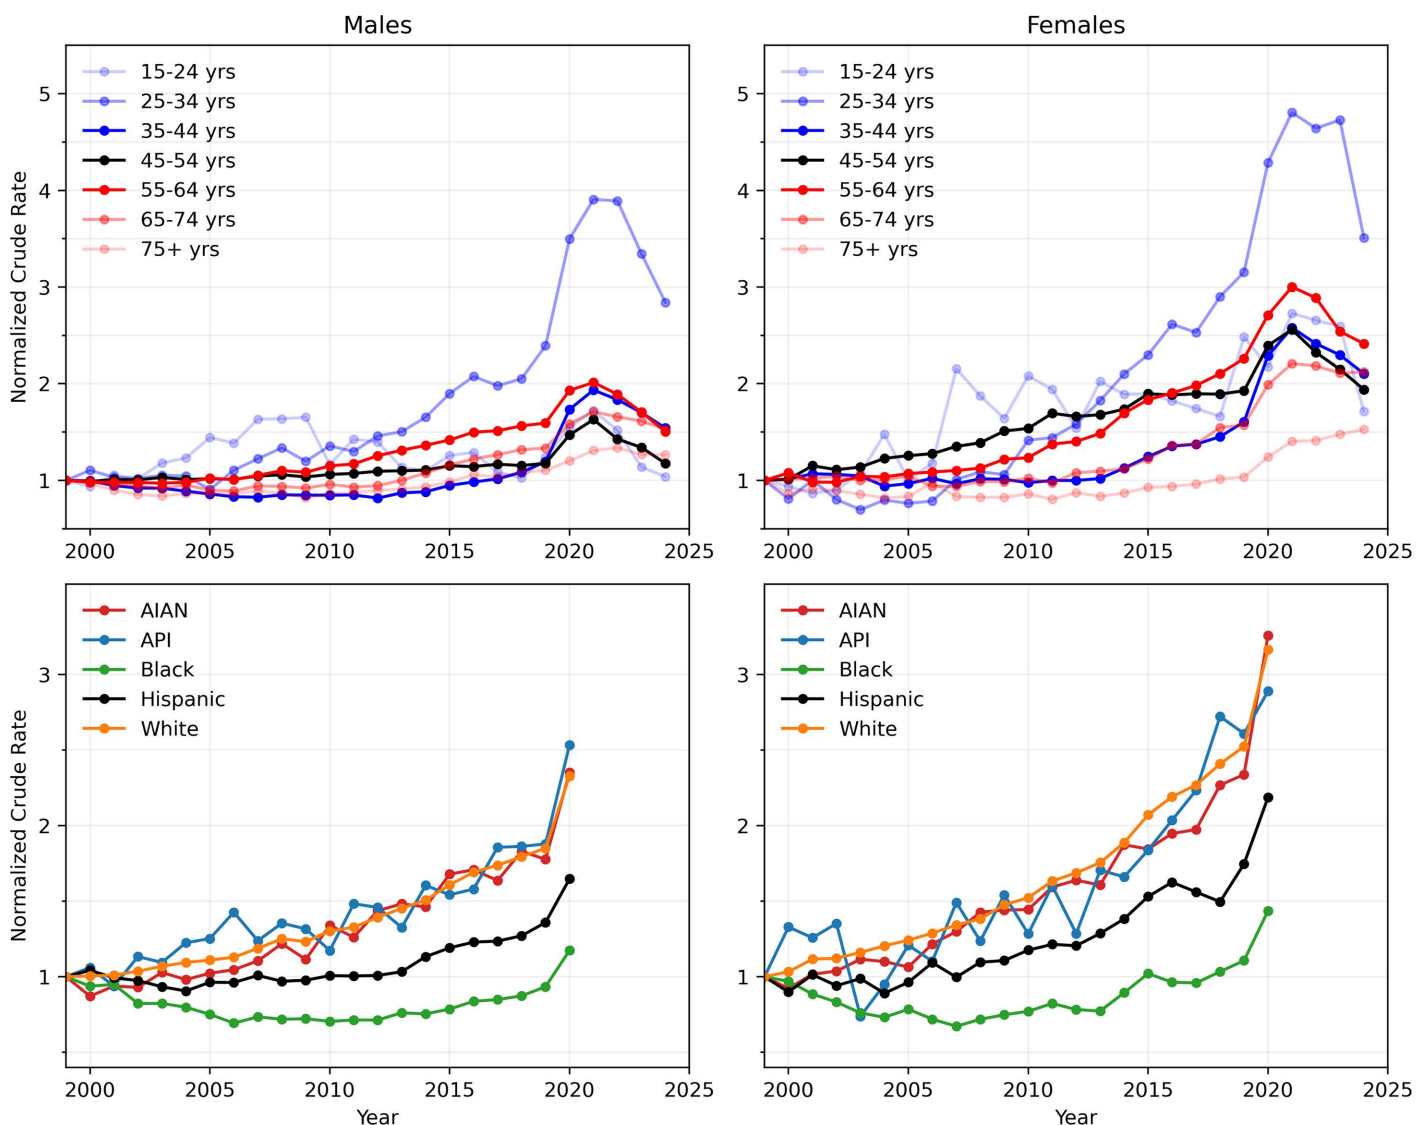 Males
Females
Normalized Crude Rate
5
4
3
2
1
15-24 yrs
25-34 yrs
35-44 yrs
45-54 yrs
55-64 yrs
65-74 yrs
75+ yrs
2000 2005 2010 2015 2020 2025
5
4
3
2
1
15-24 yrs
25-34 yrs
35-44 yrs
45-54 yrs
55-64 yrs
65-74 yrs
75+ yrs
2000 2005 2010 2015 2020 2025
Normalized Crude Rate
3
2
1
AIAN
API
Black
Hispanic
White
2000 2005 2010 2015 2020 2025
Year
3
2
1
AIAN
API
Black
Hispanic
White
2000 2005 2010 2015 2020 2025
Year